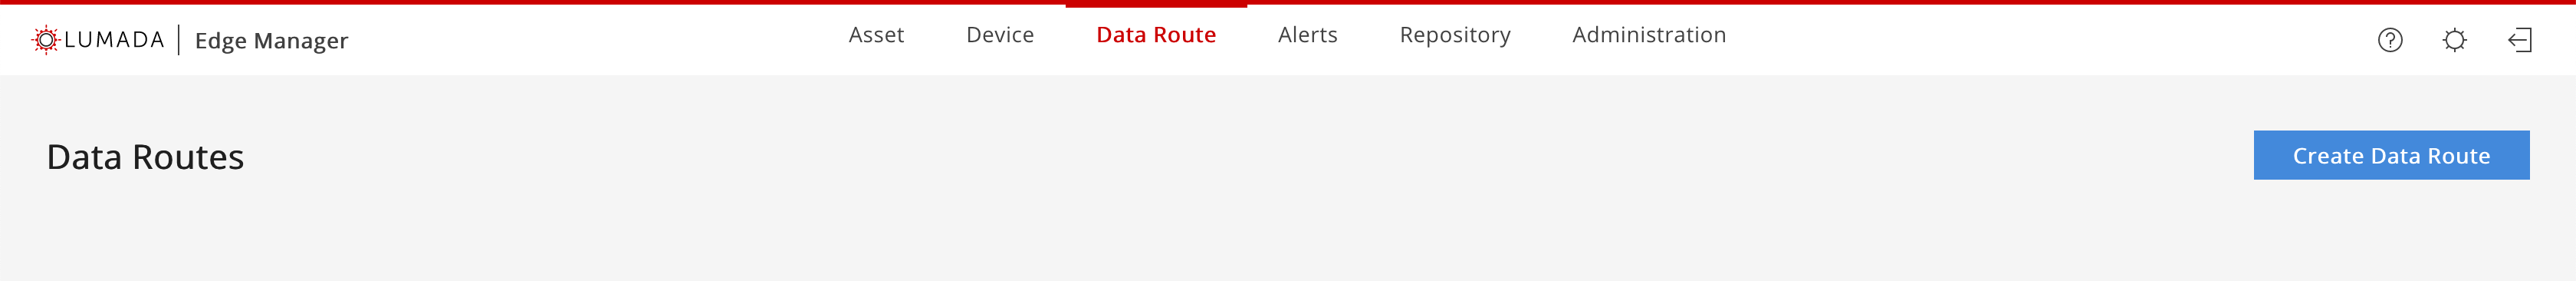 LUMADA Edge Manager Asset Device Data Route Alerts Repository Administration ?
Data Routes Create Data Route